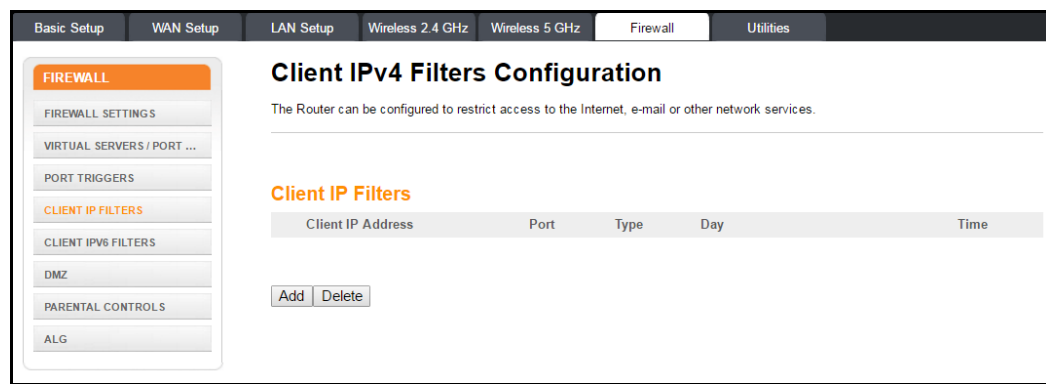 Basic Setup WAN Setup LAN Setup Wireless 2.4 GHz Wireless 5 GHz Firewall Utilities
FIREWALL
FIREWALL SETTINGS
VIRTUAL SERVERS / PORT ...
PORT TRIGGERS
CLIENT IP FILTERS
CLIENT IPV6 FILTERS
DMZ
PARENTAL CONTROLS
ALG
Client IPv4 Filters Configuration
The Router can be configured to restrict access to the Internet, e-mail or other network services.
Client IP Filters
Client IP Address Port Type Day Time
Add Delete